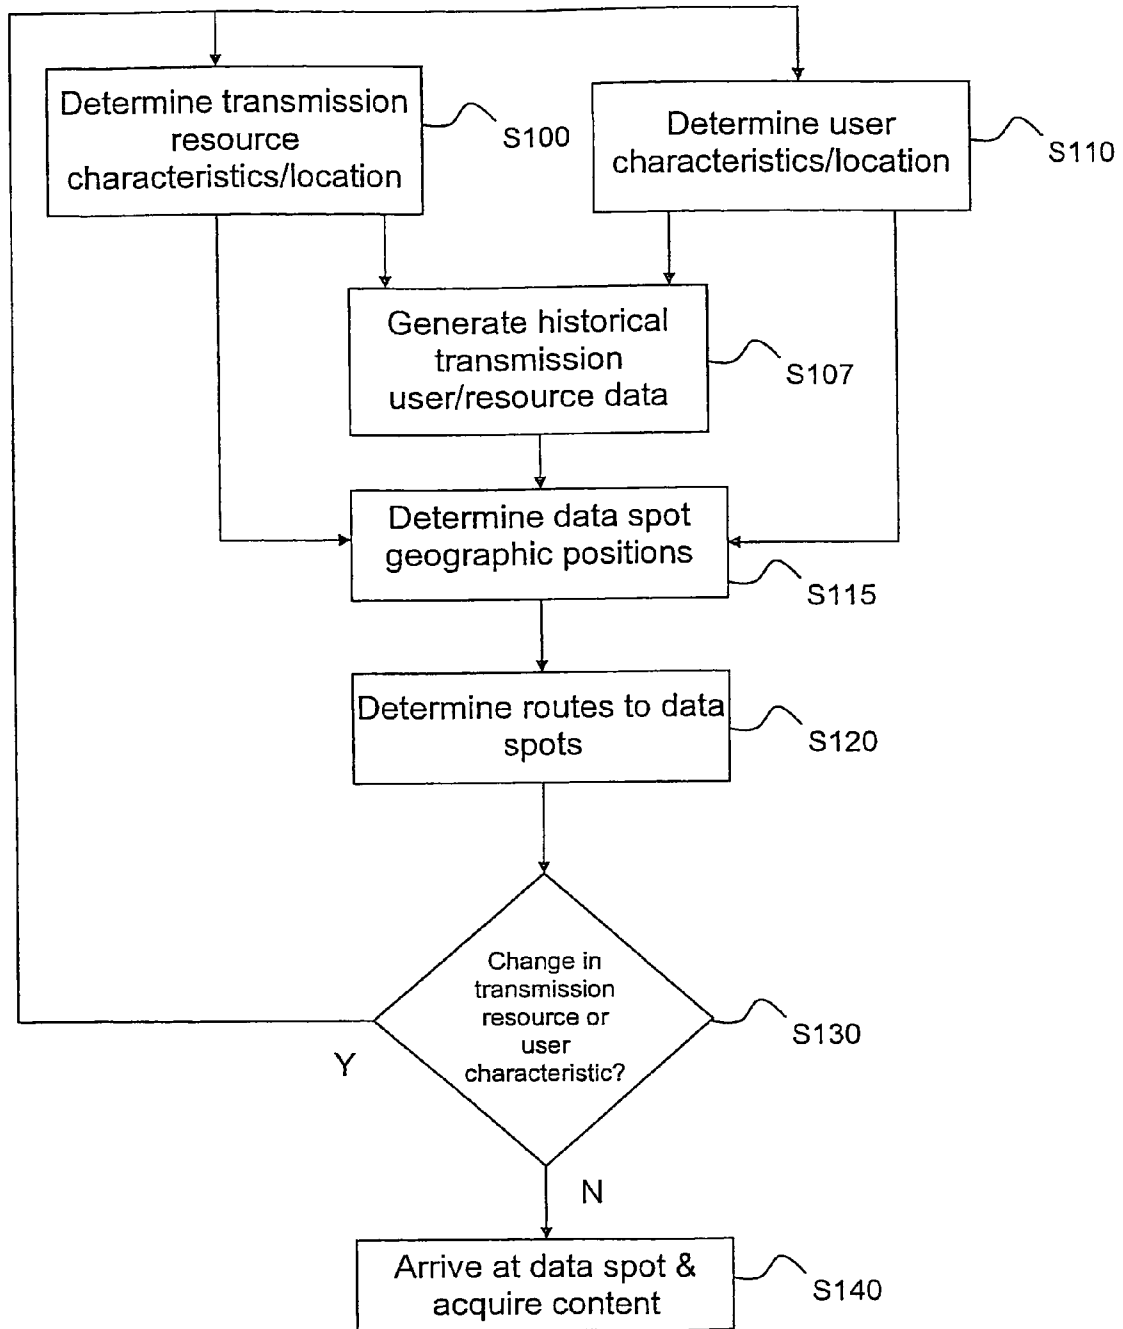 Determine transmission
resource
characteristics/location
S100
Determine user
characteristics/location
S110
Generate historical
transmission
user/resource data
S107
Determine data spot
geographic positions
S115
Determine routes to data
spots
S120
Change in
transmission
resource or
user
characteristic?
S130
Y
N
Arrive at data spot &
acquire content
S140